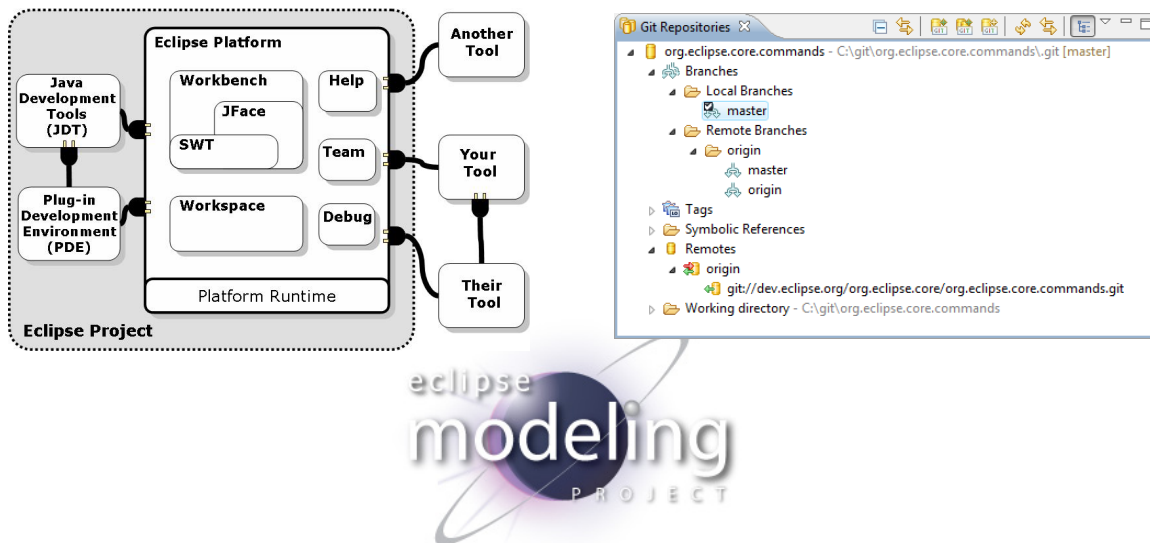 Eclipse Platform
Another
Tool
Workbench
Help
Java
Development
Tools
(JDT)
JFace
SWT
Team
Your
Tool
Plug-in
Development
Environment
(PDE)
Workspace
Debug
Their
Tool
Platform Runtime
Eclipse Project
Git Repositories
GIT GIT GIT
org.eclipse.core.commands - C:\git\org.eclipse.core.commands\.git [master]
Branches
Local Branches
master
Remote Branches
origin
master
origin
Tags
Symbolic References
Remotes
origin
git://dev.eclipse.org/org.eclipse.core/org.eclipse.core.commands.git
Working directory - C:\git\org.eclipse.core.commands
eclipse
modeling
PROJECT